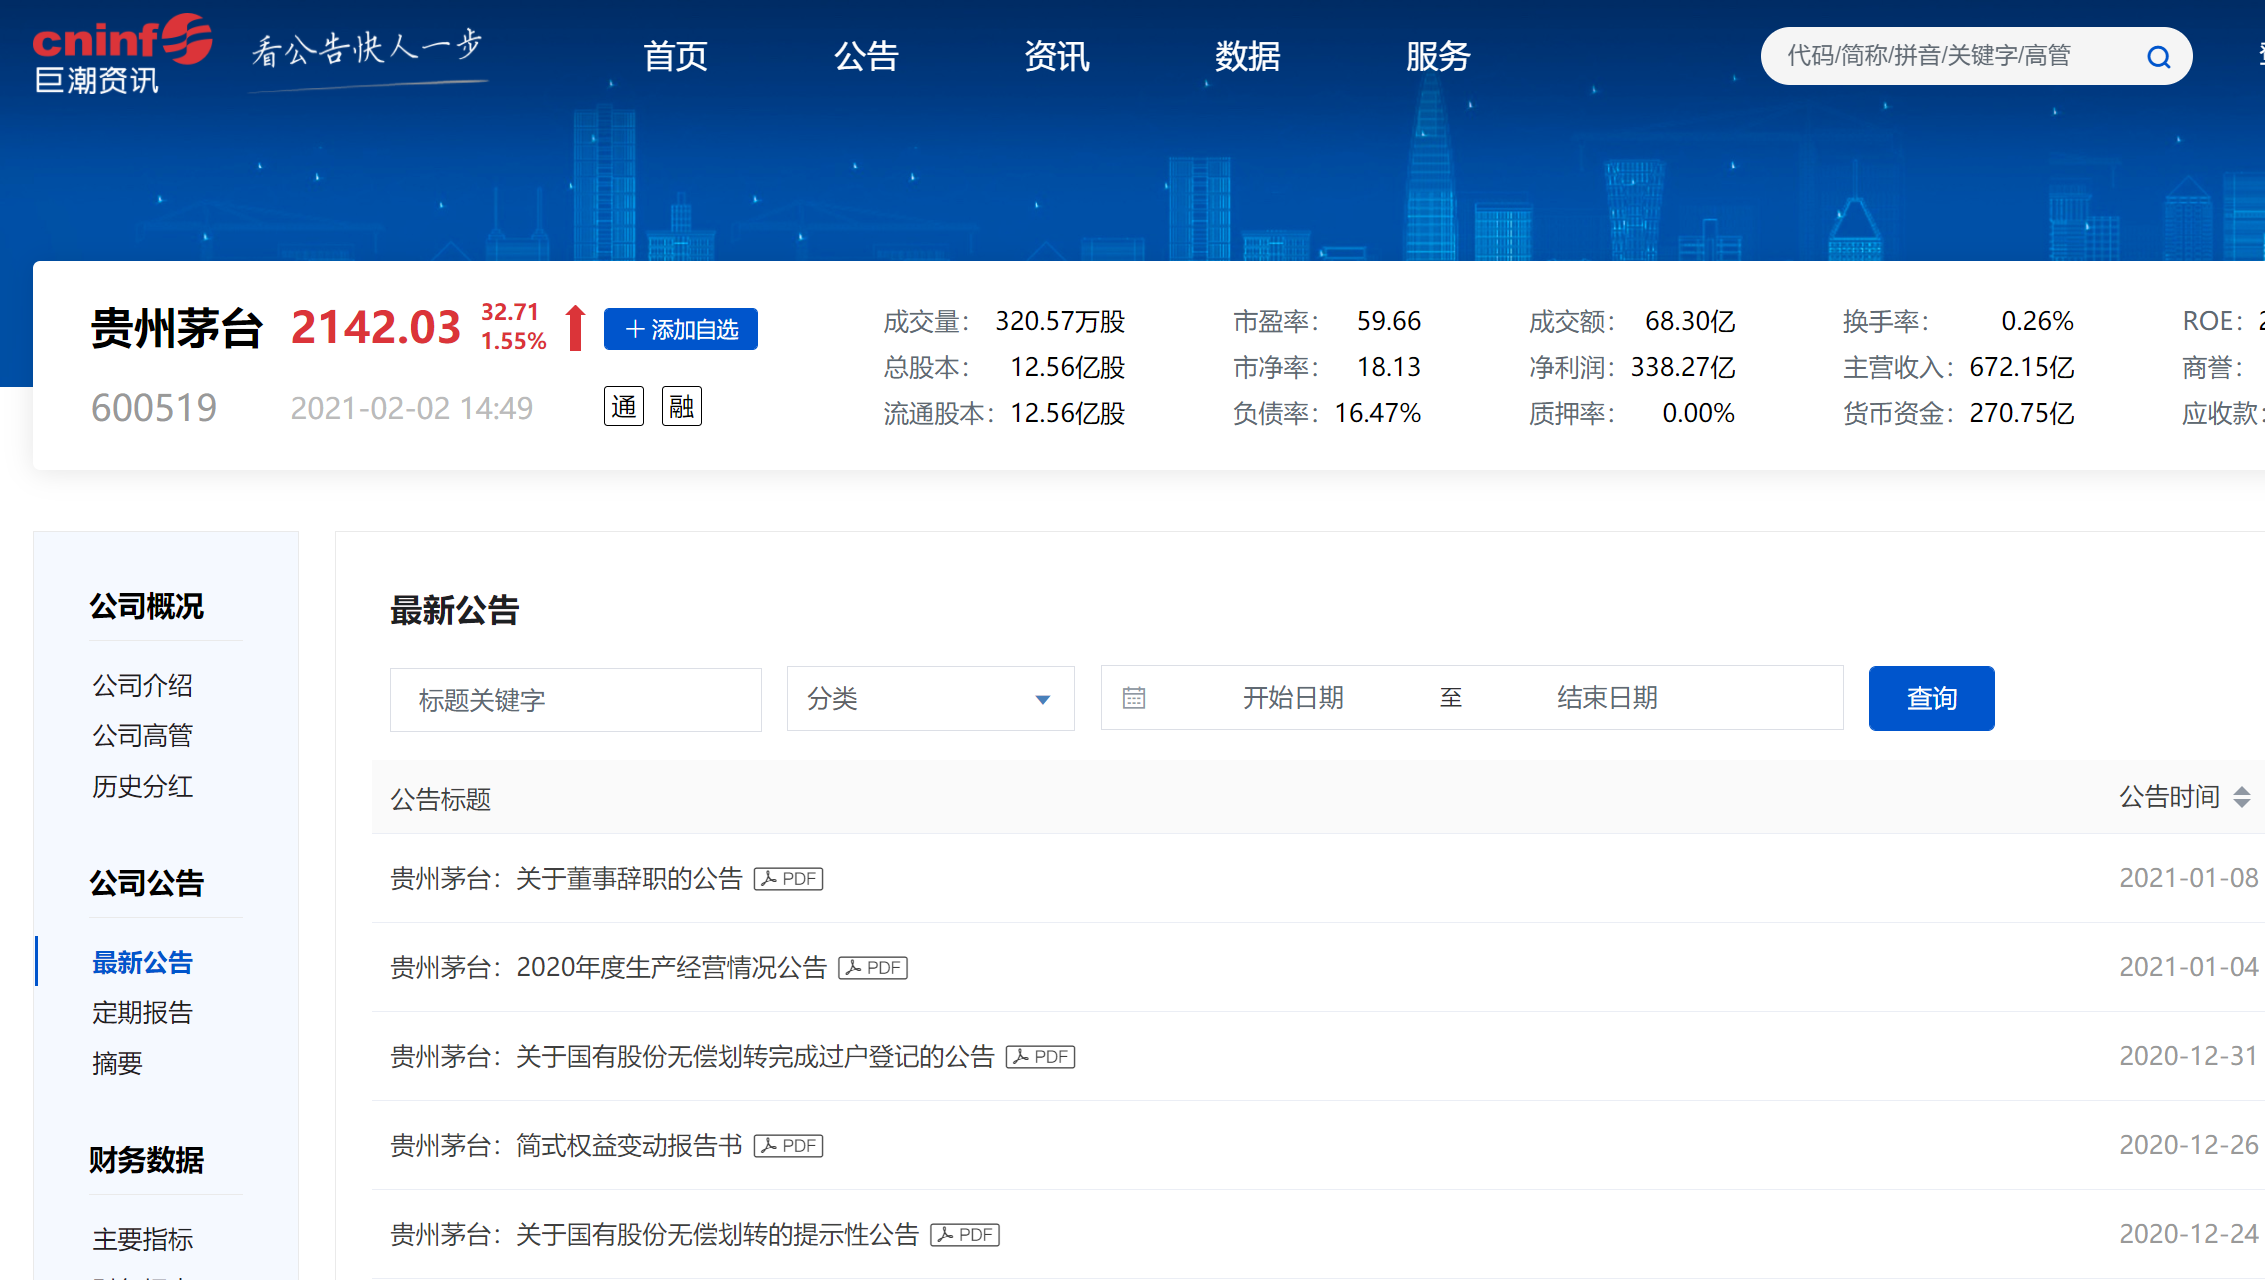 cninf
巨潮资讯
看公告快人一步
首页 公告 资讯 数据 服务
代码/简称/拼音/关键字/高管
贵州茅台 2142.03 32.71 1.55% ＋添加自选
600519 2021-02-02 14:49 通 融
成交量： 320.57万股 市盈率： 59.66 成交额： 68.30亿 换手率： 0.26% ROE：
总股本： 12.56亿股 市净率： 18.13 净利润： 338.27亿 主营收入： 672.15亿 商誉：
流通股本： 12.56亿股 负债率： 16.47% 质押率： 0.00% 货币资金： 270.75亿 应收款：
公司概况
公司介绍
公司高管
历史分红
公司公告
最新公告
定期报告
摘要
财务数据
主要指标
最新公告
标题关键字 分类 开始日期 至 结束日期 查询
公告标题 公告时间
贵州茅台：关于董事辞职的公告 PDF 2021-01-08
贵州茅台：2020年度生产经营情况公告 PDF 2021-01-04
贵州茅台：关于国有股份无偿划转完成过户登记的公告 PDF 2020-12-31
贵州茅台：简式权益变动报告书 PDF 2020-12-26
贵州茅台：关于国有股份无偿划转的提示性公告 PDF 2020-12-24